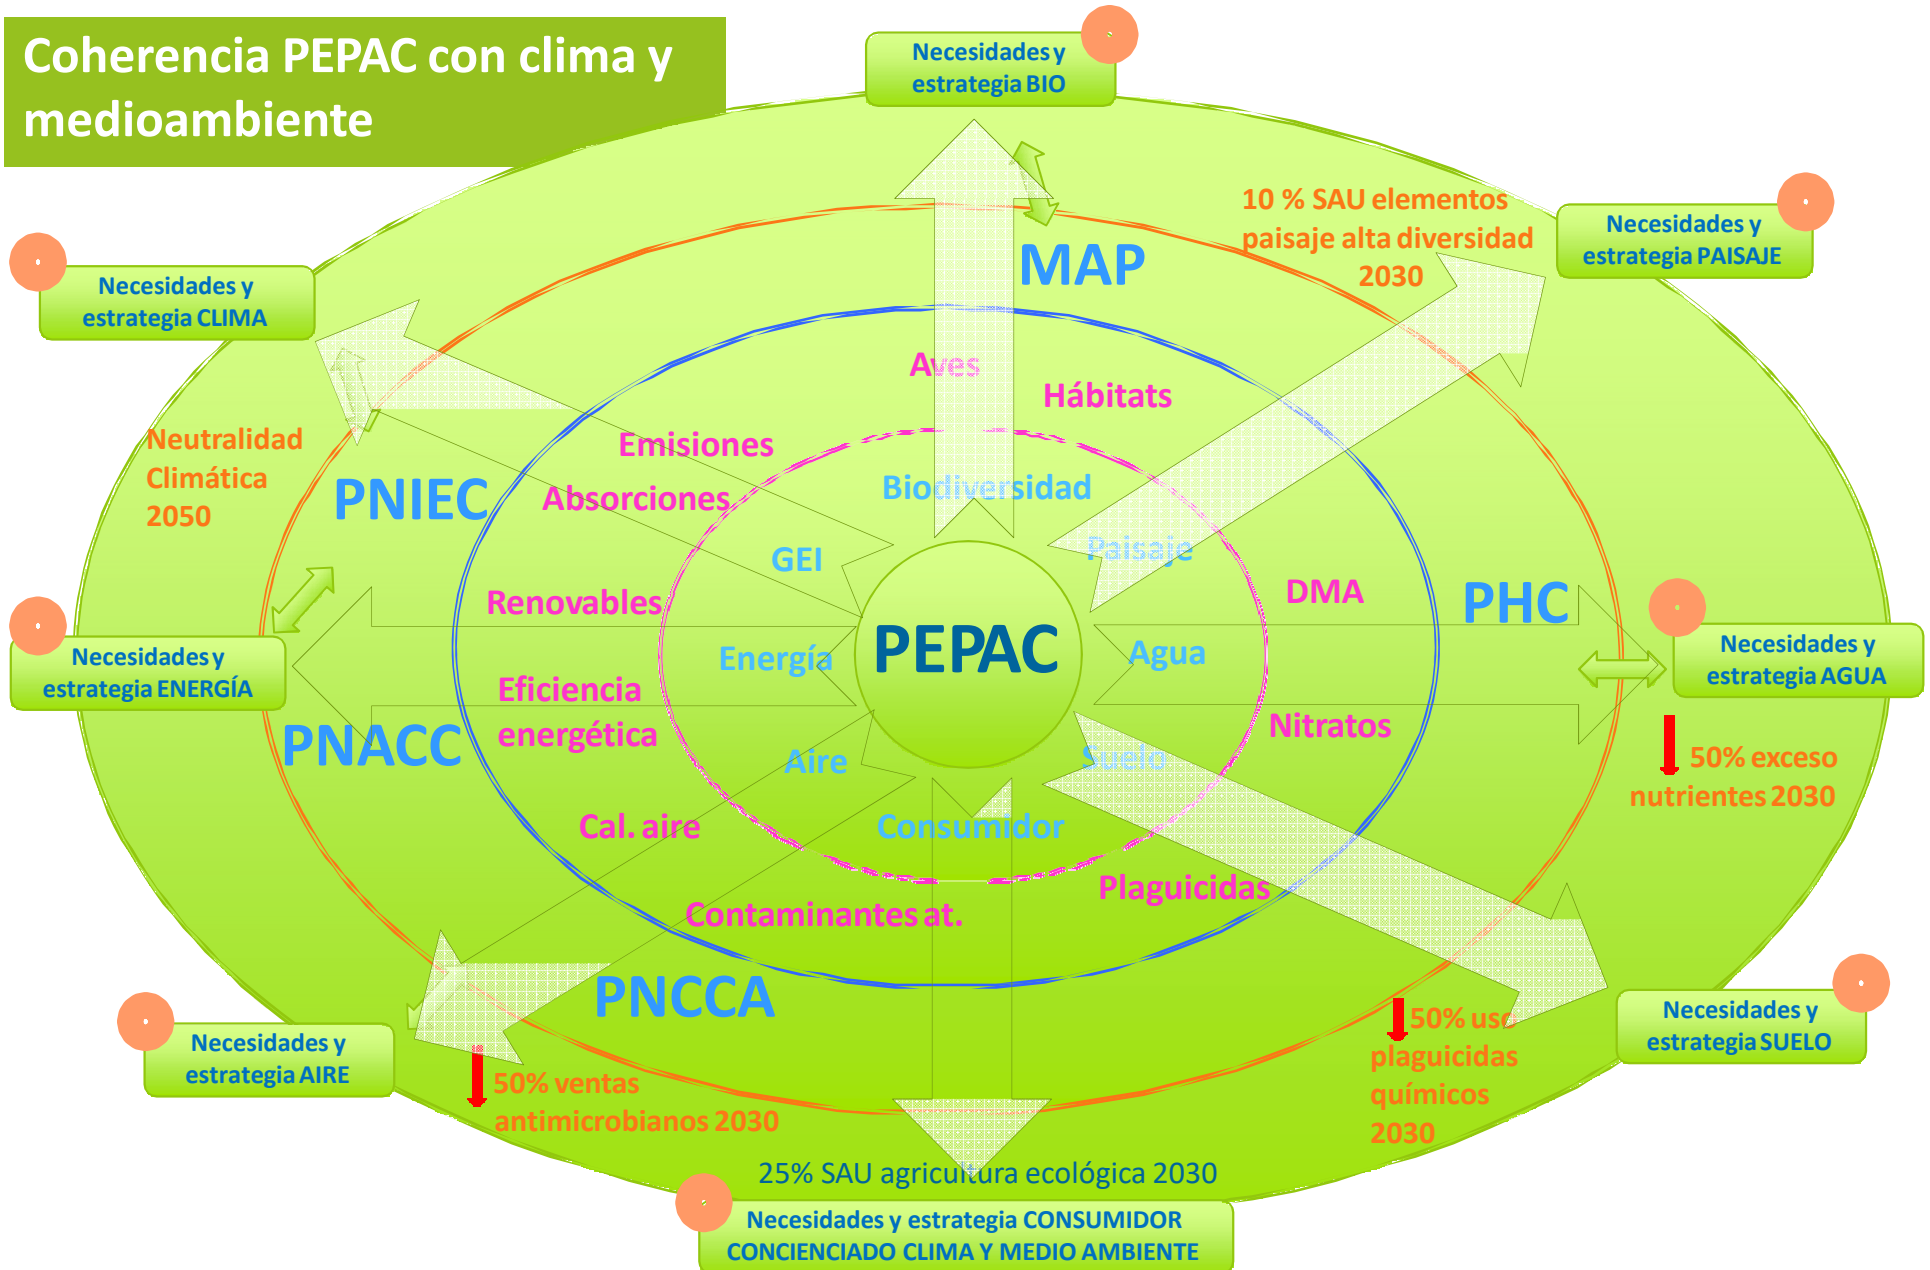 Coherencia PEPAC con clima y
medioambiente
Necesidades y
estrategia BIO
10 % SAU elementos
paisaje alta diversidad
2030
Necesidades y
estrategia PAISAJE
MAP
Necesidades y
estrategia CLIMA
Aves
Hábitats
Neutralidad
Climática
2050
Emisiones
PNIEC
Absorciones
Biodiversidad
GEI
Paisaje
Renovables
DMA
PHC
Necesidades y
estrategia ENERGÍA
Energía
PEPAC
Agua
Necesidades y
estrategia AGUA
Eficiencia
energética
PNACC
Nitratos
Aire
Suelo
50% exceso
nutrientes 2030
Cal. aire
Consumidor
Plaguicidas
Contaminantes at.
PNCCA
Necesidades y
estrategia AIRE
50% ventas
antimicrobianos 2030
50% uso
plaguicidas
químicos
2030
Necesidades y
estrategia SUELO
25% SAU agricultura ecológica 2030
Necesidades y estrategia CONSUMIDOR
CONCIENCIADO CLIMA Y MEDIO AMBIENTE